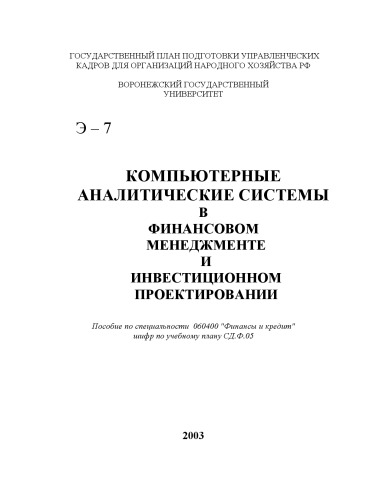 ГОСУДАРСТВЕННЫЙ ПЛАН ПОДГОТОВКИ УПРАВЛЕНЧЕСКИХ
КАДРОВ ДЛЯ ОРГАНИЗАЦИЙ НАРОДНОГО ХОЗЯЙСТВА РФ
ВОРОНЕЖСКИЙ ГОСУДАРСТВЕННЫЙ
УНИВЕРСИТЕТ
Э – 7
КОМПЬЮТЕРНЫЕ
АНАЛИТИЧЕСКИЕ СИСТЕМЫ
В
ФИНАНСОВОМ
МЕНЕДЖМЕНТЕ
И
ИНВЕСТИЦИОННОМ
ПРОЕКТИРОВАНИИ
Пособие по специальности 060400 "Финансы и кредит"
шифр по учебному плану СД.Ф.05
2003